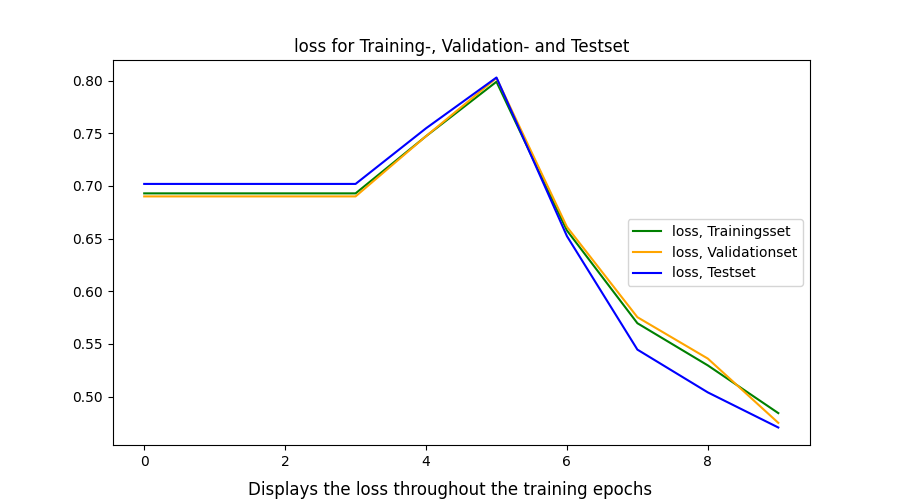 loss for Training-, Validation- and Testset
0.80
0.75
0.70
0.65
0.60
0.55
0.50
loss, Trainingsset
loss, Validationset
loss, Testset
0 2 4 6 8
Displays the loss throughout the training epochs